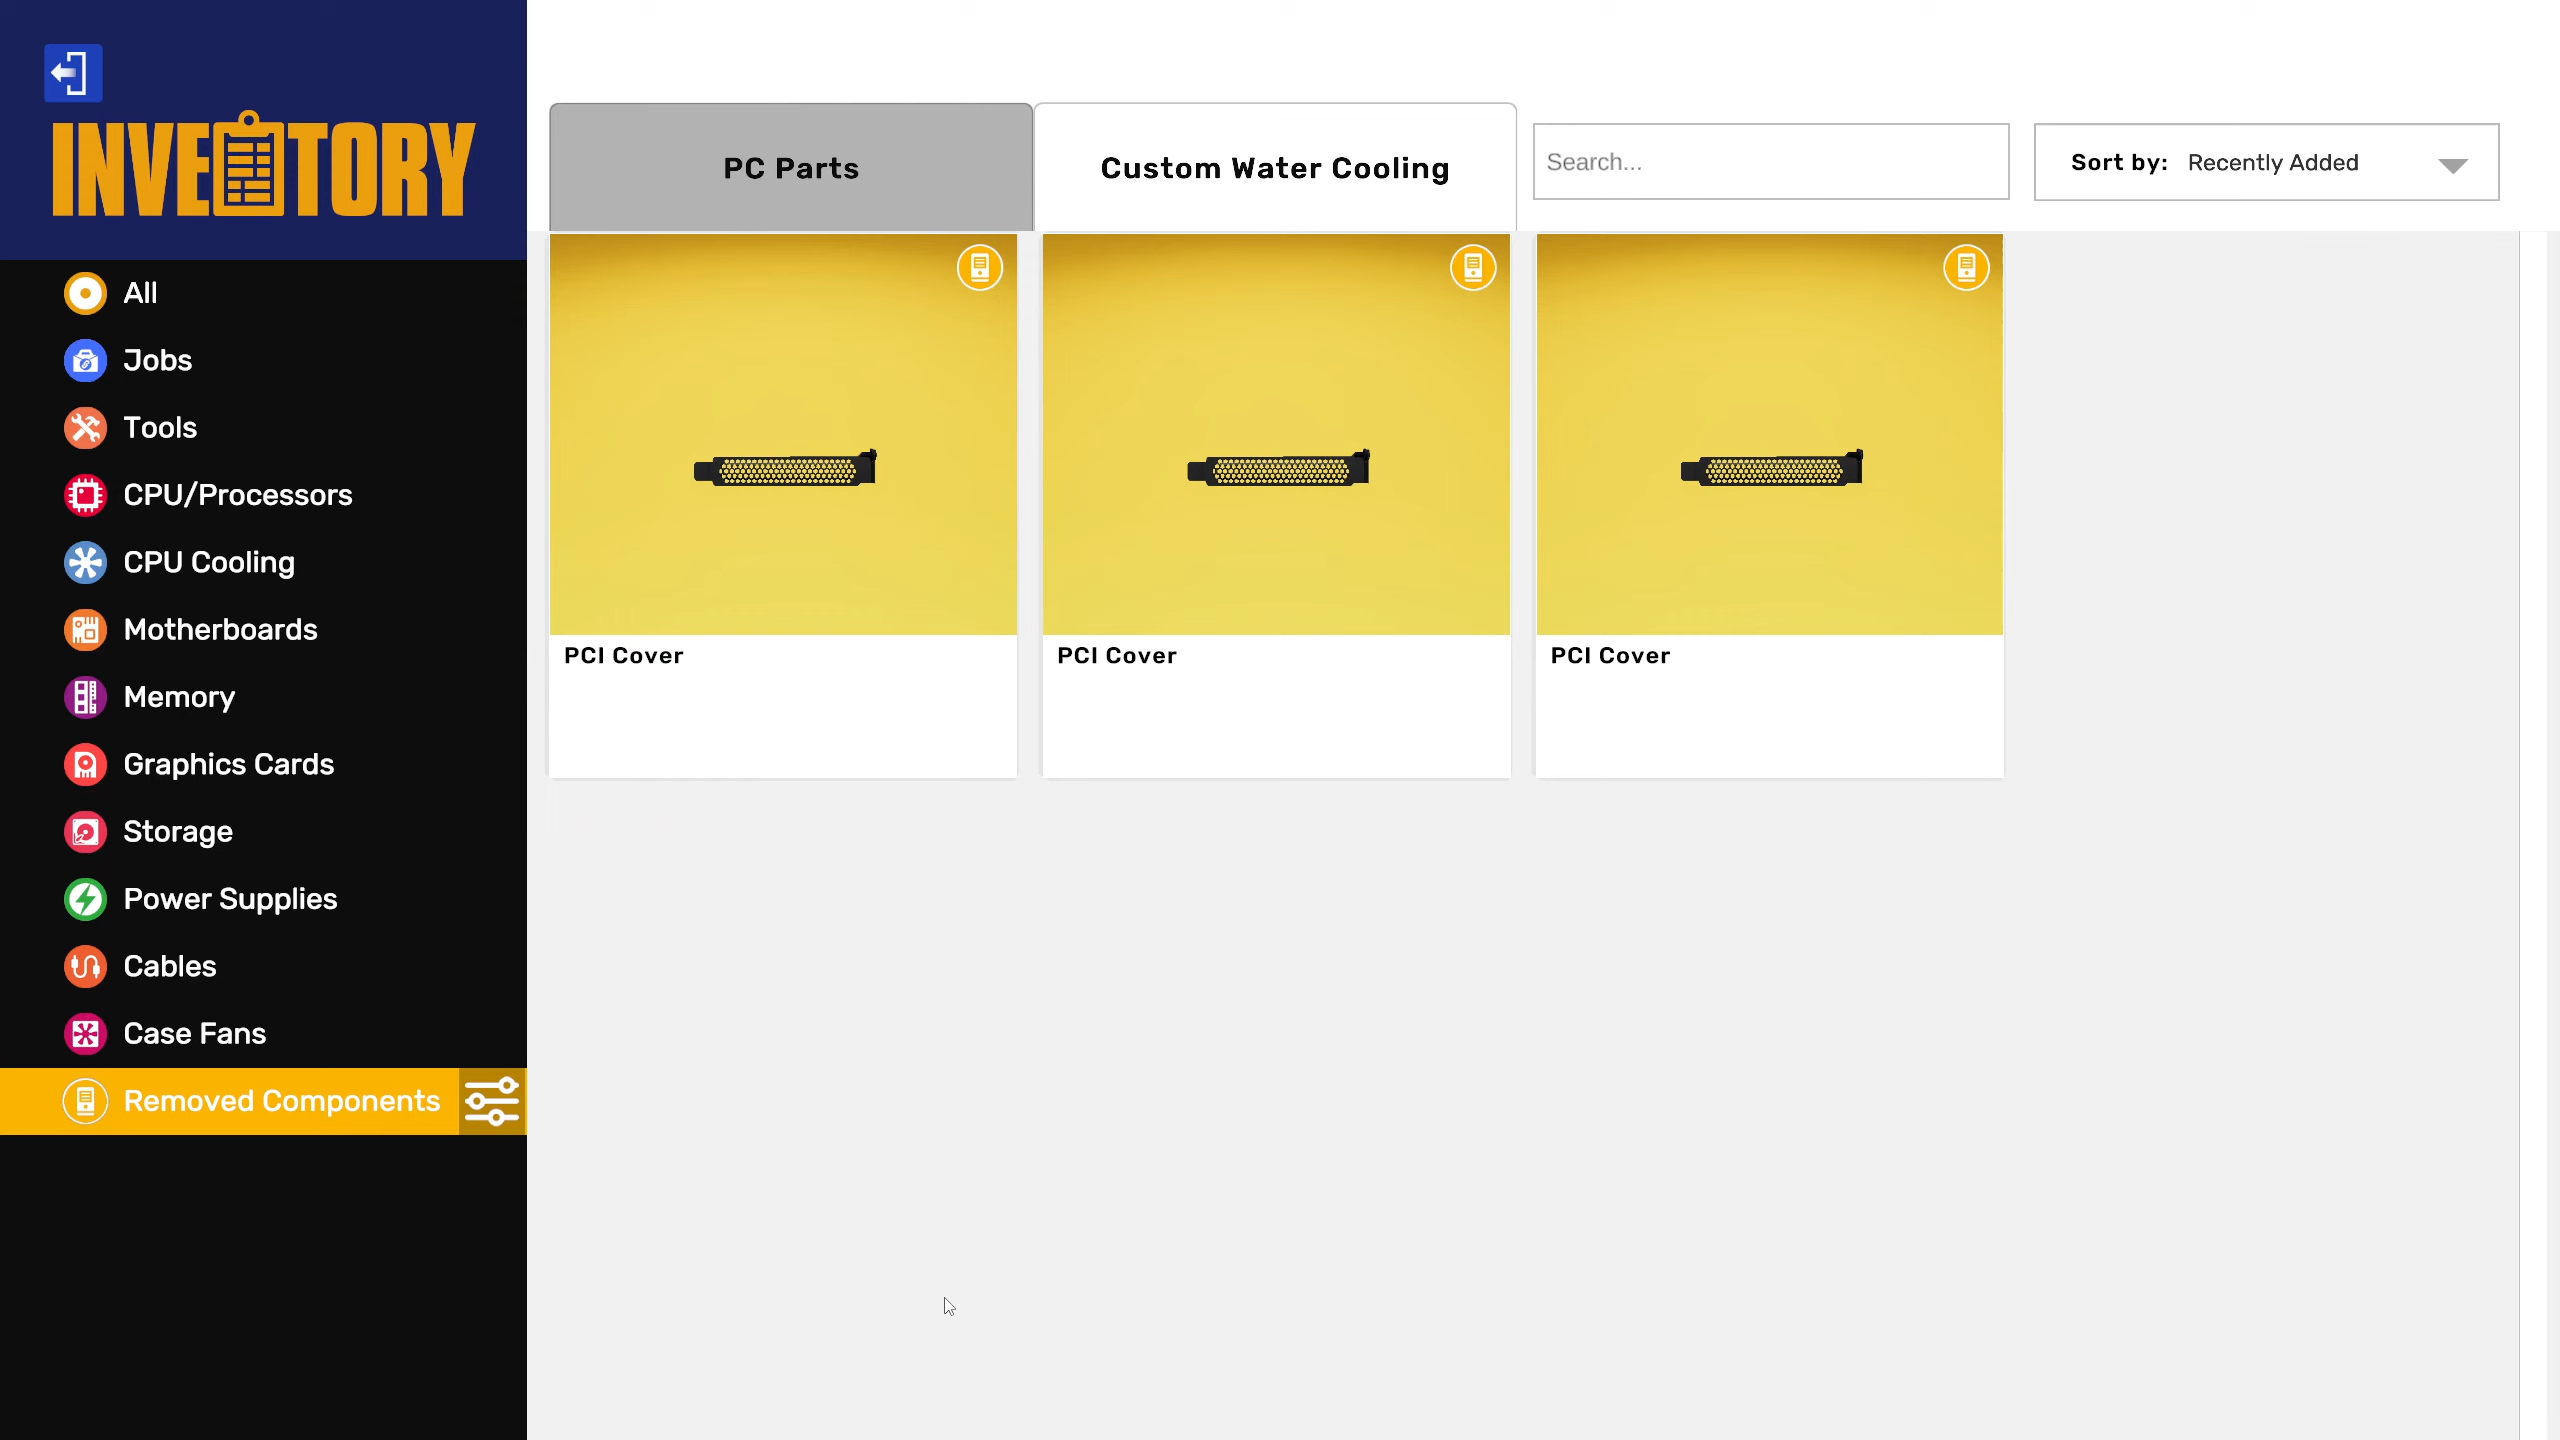 INVENTORY
All
Jobs
Tools
CPU/Processors
CPU Cooling
Motherboards
Memory
Graphics Cards
Storage
Power Supplies
Cables
Case Fans
Removed Components
PC Parts
Custom Water Cooling
Search...
Sort by: Recently Added
PCI Cover
PCI Cover
PCI Cover